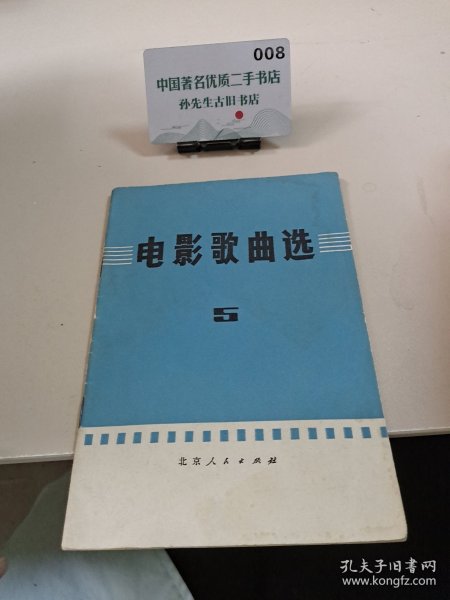 008
中国著名优质二手书店
孙先生古旧书店
电影歌曲选
5
北京人民出版社
孔夫子旧书网
www.kongfz.com